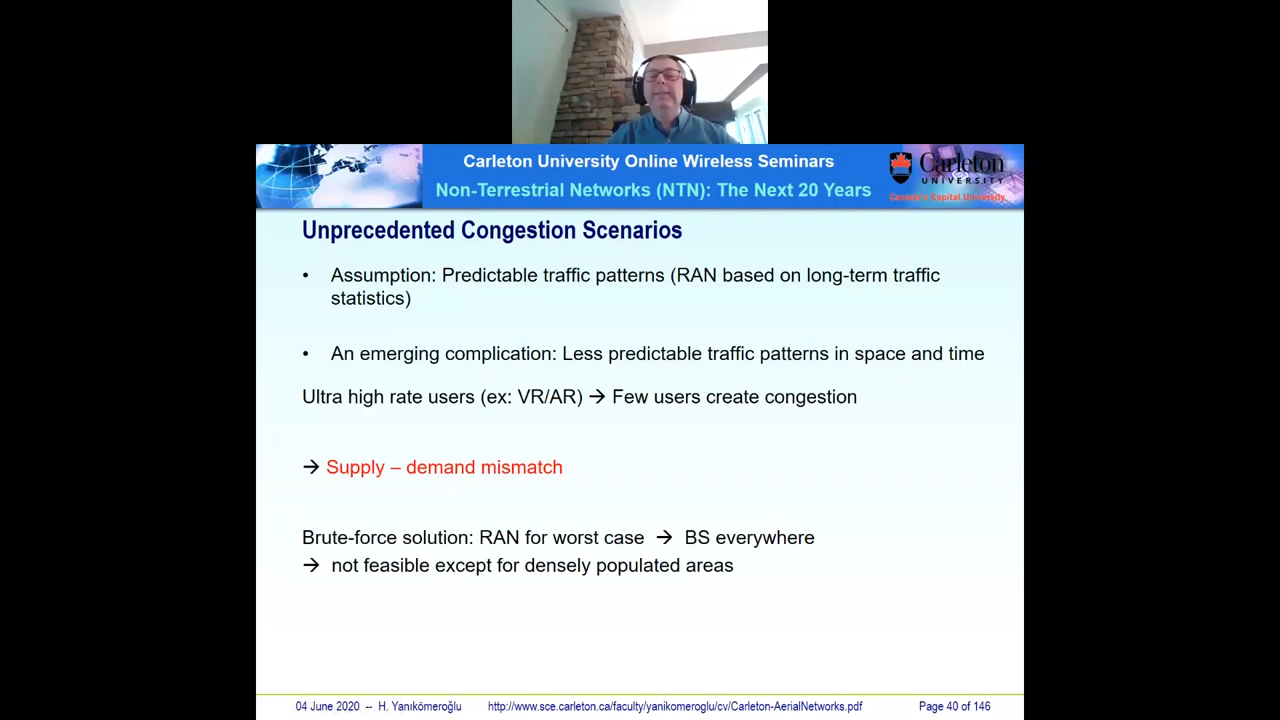 Carleton University Online Wireless Seminars
Non-Terrestrial Networks (NTN): The Next 20 Years
Carleton
UNIVERSITY
Canada's Capital University
Unprecedented Congestion Scenarios
• Assumption: Predictable traffic patterns (RAN based on long-term traffic
statistics)
• An emerging complication: Less predictable traffic patterns in space and time
Ultra high rate users (ex: VR/AR) → Few users create congestion
→ Supply – demand mismatch
Brute-force solution: RAN for worst case → BS everywhere
→ not feasible except for densely populated areas
04 June 2020 -- H. Yanıkömeroğlu http://www.sce.carleton.ca/faculty/yanikomeroglu/cv/Carleton-AerialNetworks.pdf Page 40 of 146